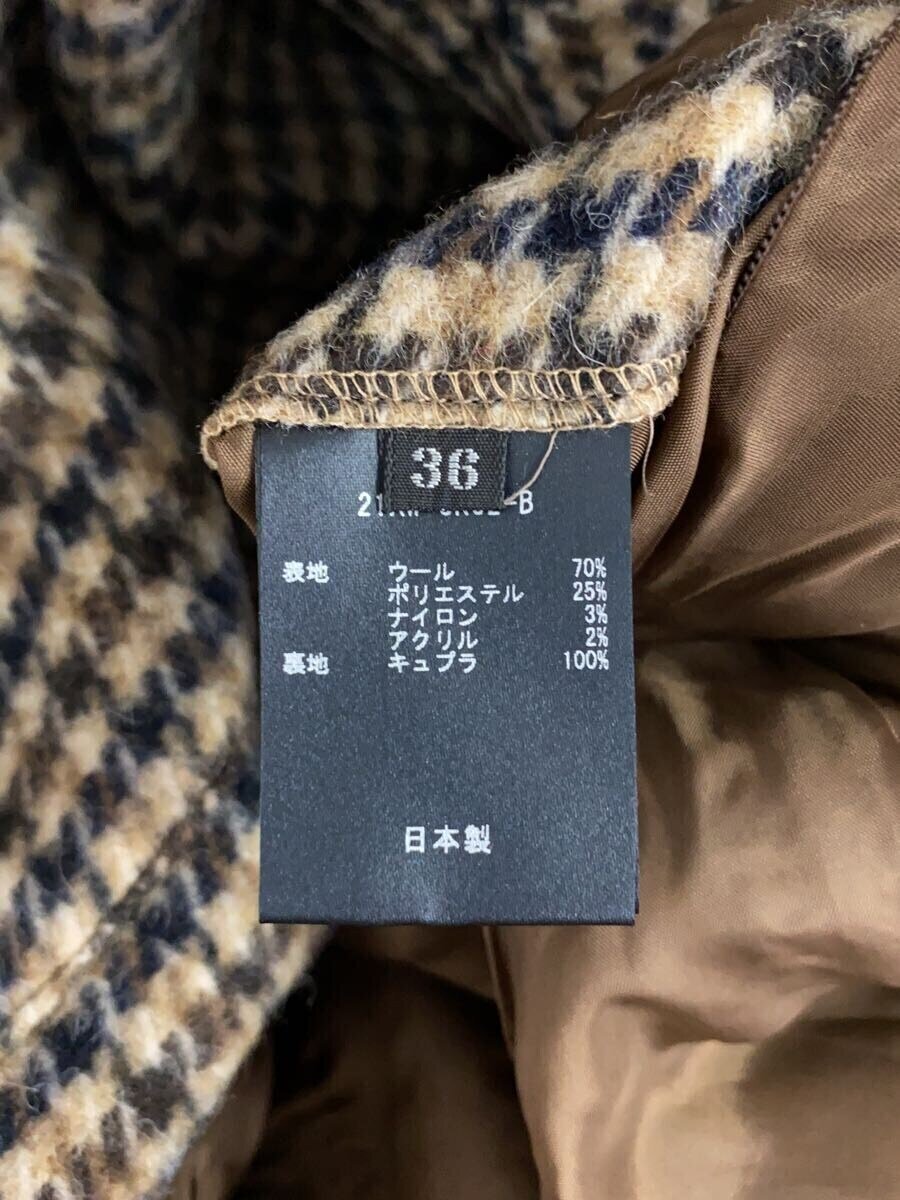 36
表地 ウール 70%
ポリエステル 25%
ナイロン 3%
アクリル 2%
裏地 キュプラ 100%
日本製